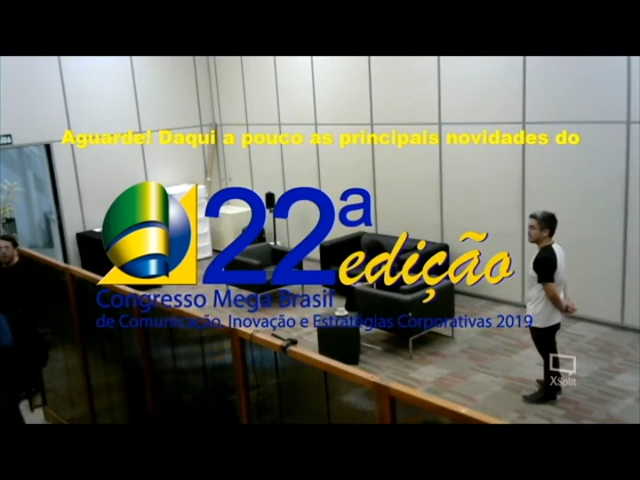 Aguarde! Daqui a pouco as principais novidades do
22ª
edição
Congresso Mega Brasil
de Comunicação, Inovação e Estratégias Corporativas 2019
XSplit